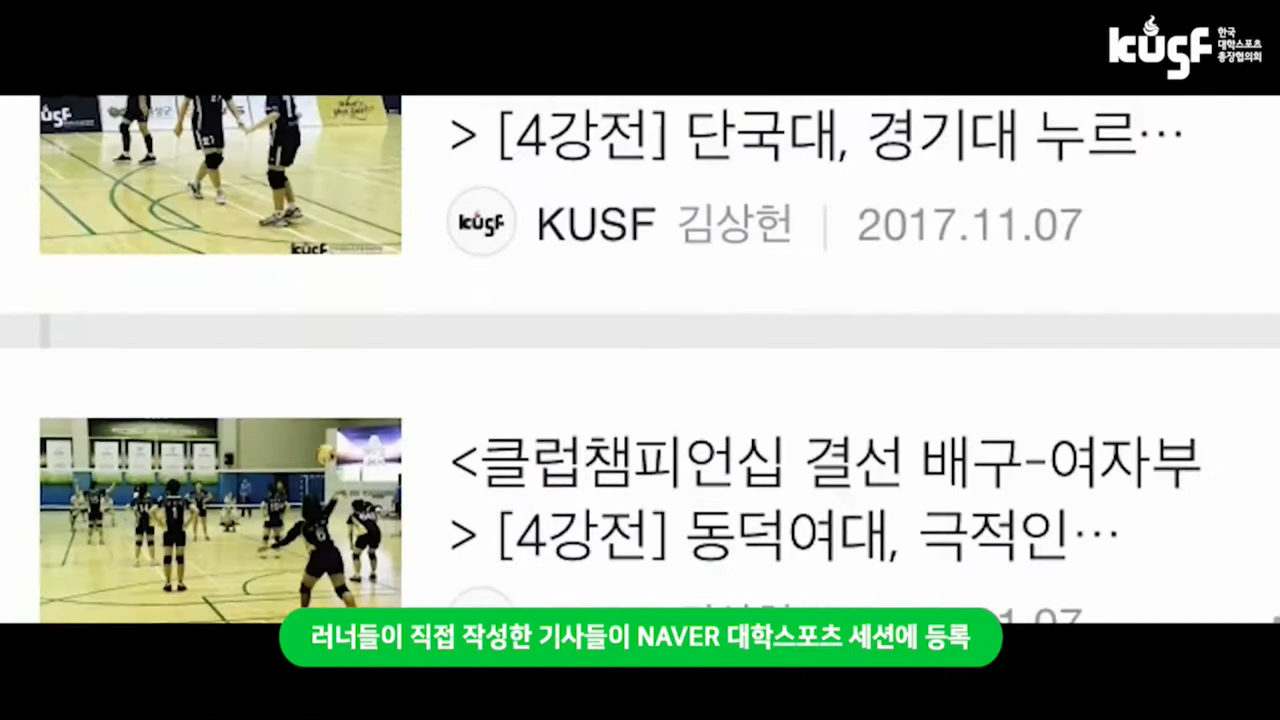 KUSF 한국
대학스포츠
총장협의회
> [4강전] 단국대, 경기대 누르…
KUSF KUSF 김상헌 | 2017.11.07
KUSF
<클럽챔피언십 결선 배구-여자부
> [4강전] 동덕여대, 극적인…
러너들이 직접 작성한 기사들이 NAVER 대학스포츠 세션에 등록